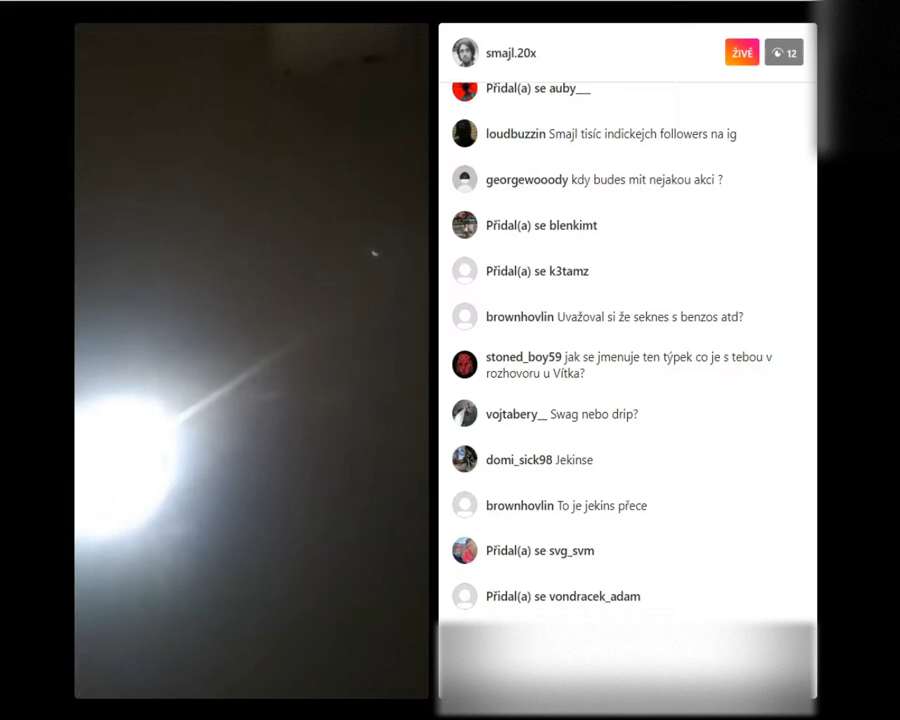 smajl.20x
ŽIVĚ
12
Přidal(a) se auby___
loudbuzzin Smajl tisíc indickejch followers na ig
georgewooody kdy budes mit nejakou akci ?
Přidal(a) se blenkimt
Přidal(a) se k3tamz
brownhovlin Uvažoval si že sekneš s benzos atd?
stoned_boy59 jak se jmenuje ten týpek co je s tebou v
rozhovoru u Vítka?
vojtabery__ Swag nebo drip?
domi_sick98 Jekinse
brownhovlin To je jekins přece
Přidal(a) se svg_svm
Přidal(a) se vondracek_adam